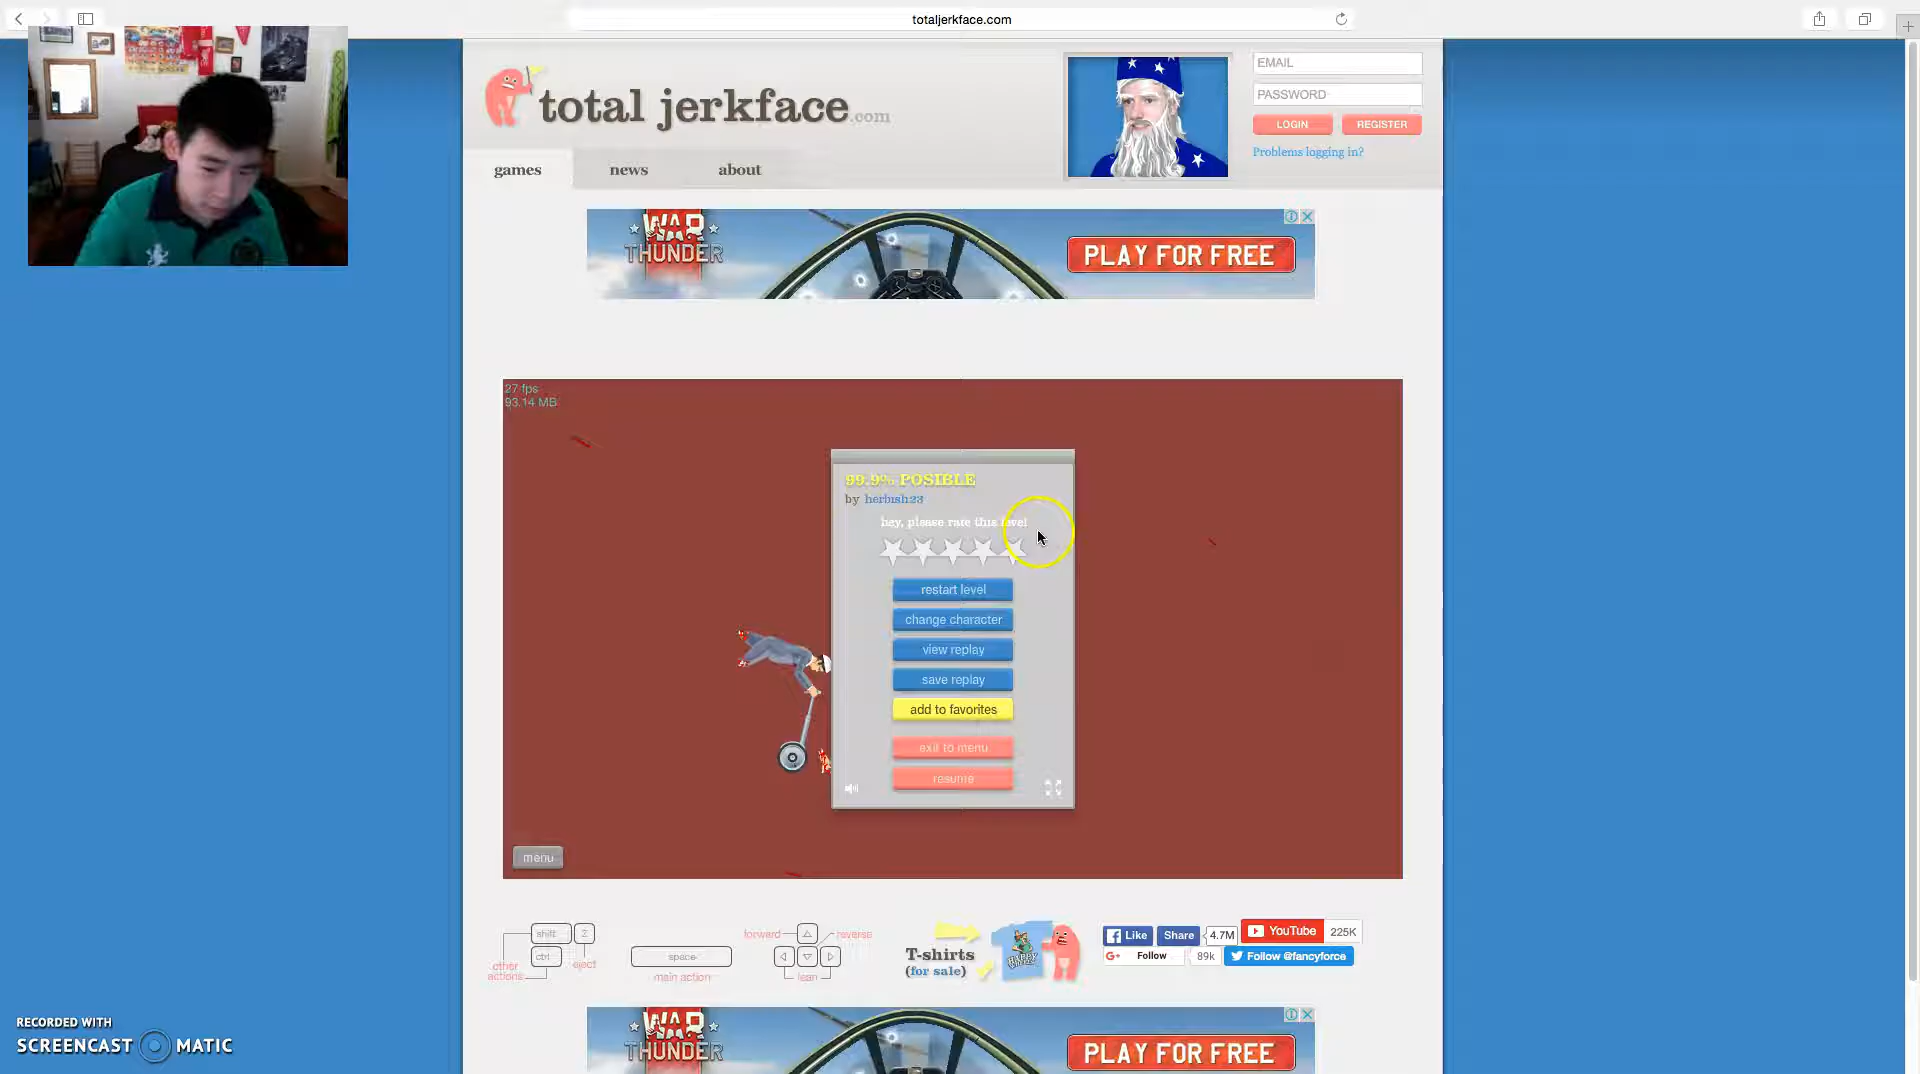 totaljerkface.com
total jerkface.com
EMAIL
PASSWORD
LOGIN REGISTER
Problems logging in?
games news about
WAR
THUNDER
PLAY FOR FREE
27 fps
93.14 MB
99.9% POSIBLE
by herbish23
hey, please rate this level
restart level
change character
view replay
save replay
add to favorites
exit to menu
resume
menu
shift Z
ctrl
other
actions
eject
space
main action
forward reverse
lean
T-shirts
(for sale)
HAPPY
Like Share 4.7M YouTube 225K
G+ Follow 89k Follow @fancyforce
RECORDED WITH
SCREENCAST MATIC
WAR
THUNDER
PLAY FOR FREE